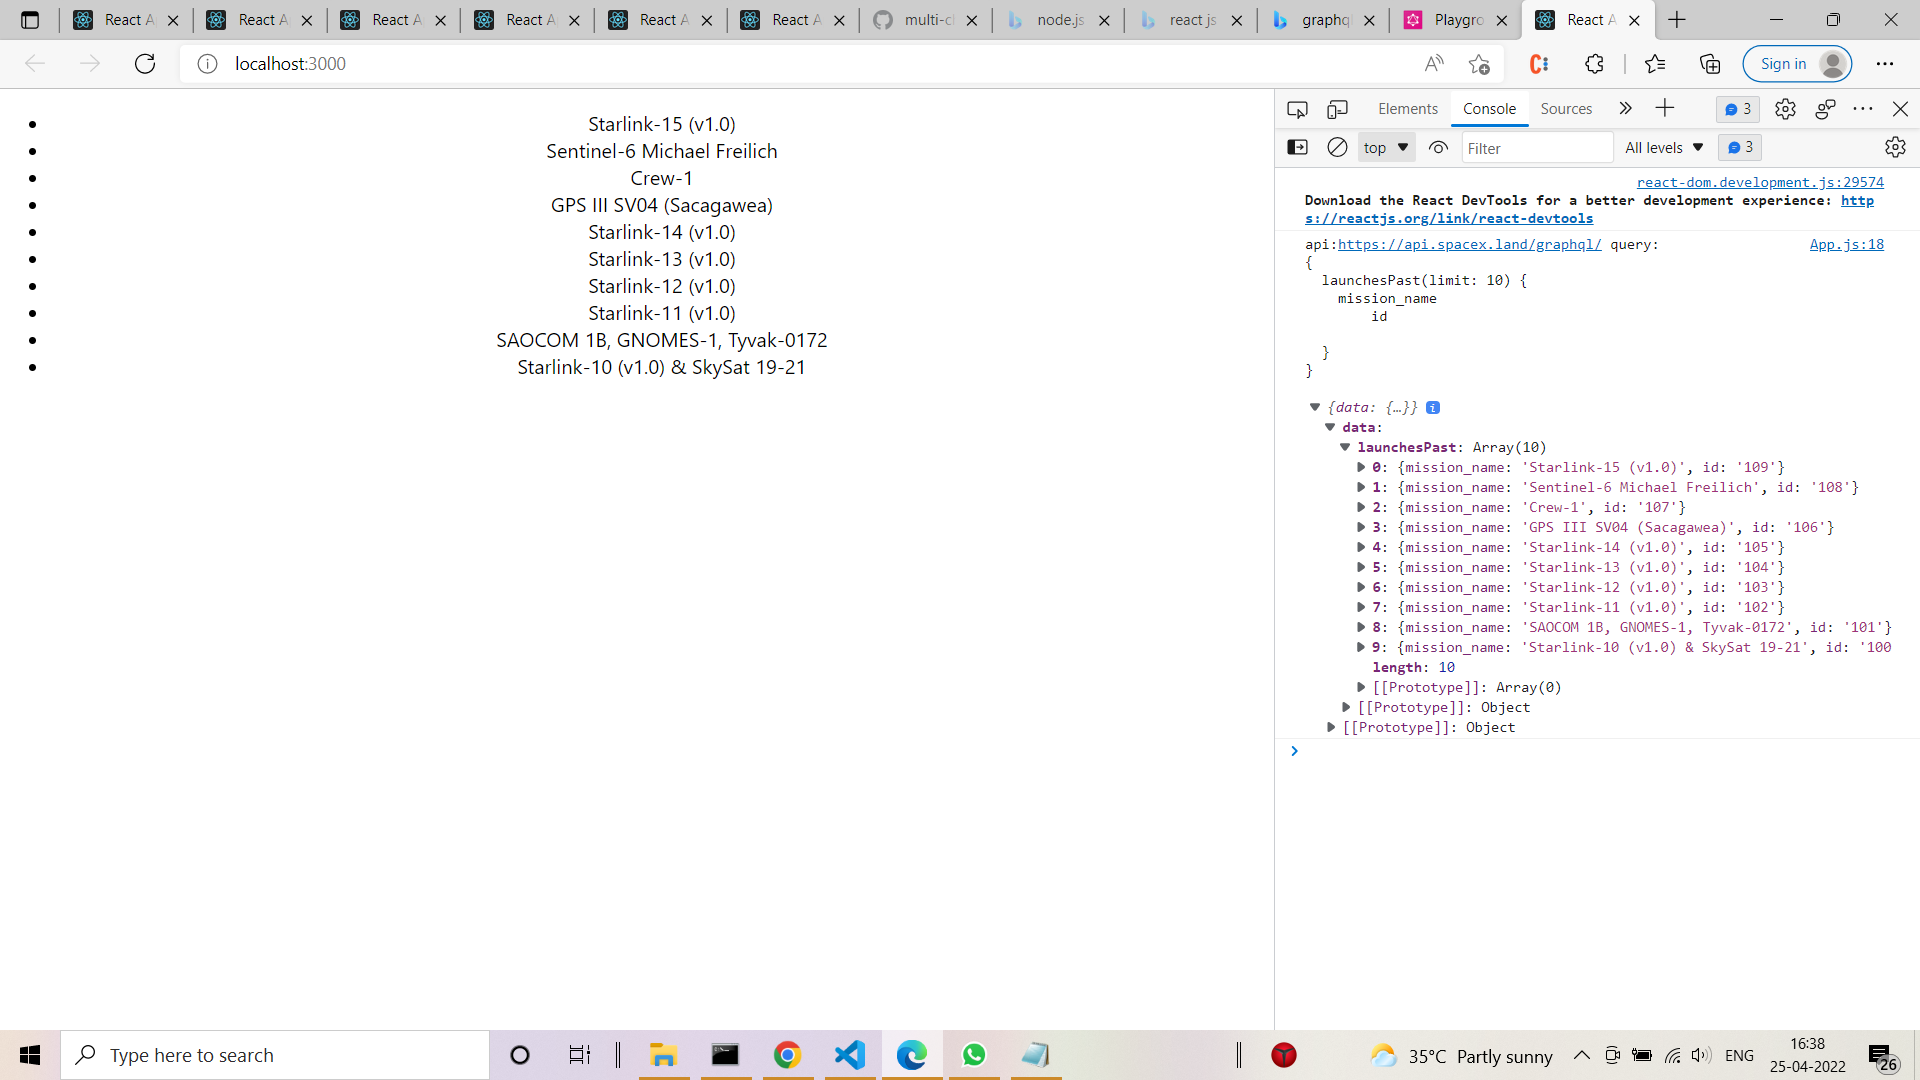 React A
React A
React A
React A
React A
React A
multi-cl
node.js
react js
graphql
Playgro
React A
localhost:3000
Sign in
Starlink-15 (v1.0)
Sentinel-6 Michael Freilich
Crew-1
GPS III SV04 (Sacagawea)
Starlink-14 (v1.0)
Starlink-13 (v1.0)
Starlink-12 (v1.0)
Starlink-11 (v1.0)
SAOCOM 1B, GNOMES-1, Tyvak-0172
Starlink-10 (v1.0) & SkySat 19-21
Elements Console Sources 3
top Filter All levels 3
react-dom.development.js:29574
Download the React DevTools for a better development experience: http
s://reactjs.org/link/react-devtools
api:https://api.spacex.land/graphql/ query: App.js:18
{
launchesPast(limit: 10) {
mission_name
id
}
}
{data: {…}} i
data:
launchesPast: Array(10)
0: {mission_name: 'Starlink-15 (v1.0)', id: '109'}
1: {mission_name: 'Sentinel-6 Michael Freilich', id: '108'}
2: {mission_name: 'Crew-1', id: '107'}
3: {mission_name: 'GPS III SV04 (Sacagawea)', id: '106'}
4: {mission_name: 'Starlink-14 (v1.0)', id: '105'}
5: {mission_name: 'Starlink-13 (v1.0)', id: '104'}
6: {mission_name: 'Starlink-12 (v1.0)', id: '103'}
7: {mission_name: 'Starlink-11 (v1.0)', id: '102'}
8: {mission_name: 'SAOCOM 1B, GNOMES-1, Tyvak-0172', id: '101'}
9: {mission_name: 'Starlink-10 (v1.0) & SkySat 19-21', id: '100
length: 10
[[Prototype]]: Array(0)
[[Prototype]]: Object
[[Prototype]]: Object
Type here to search
35°C Partly sunny
ENG
16:38
25-04-2022
26